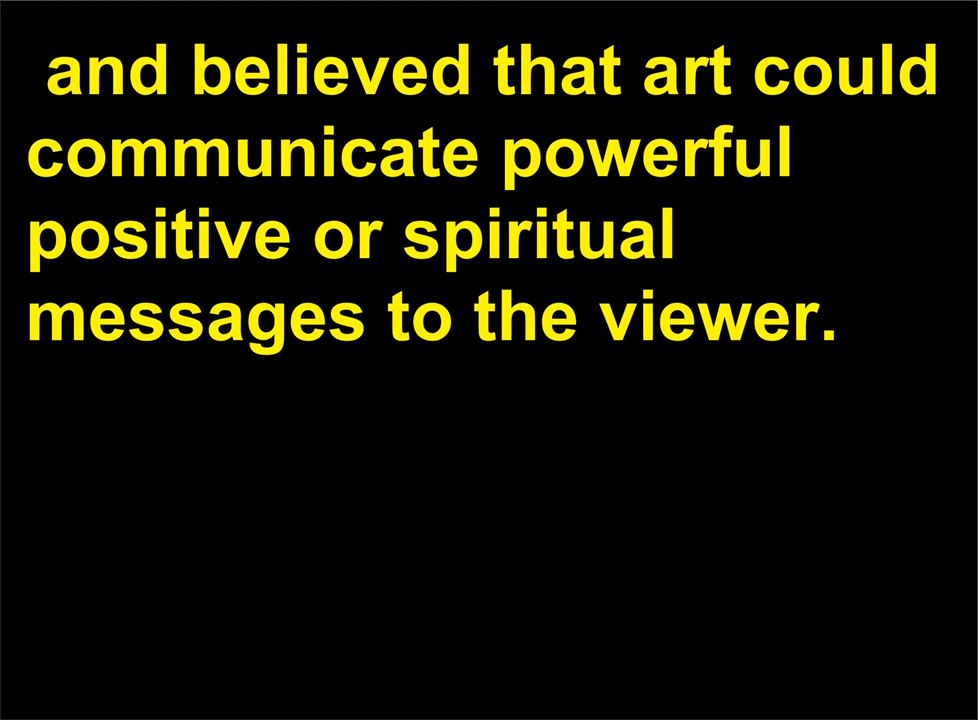 and believed that art could
communicate powerful
positive or spiritual
messages to the viewer.